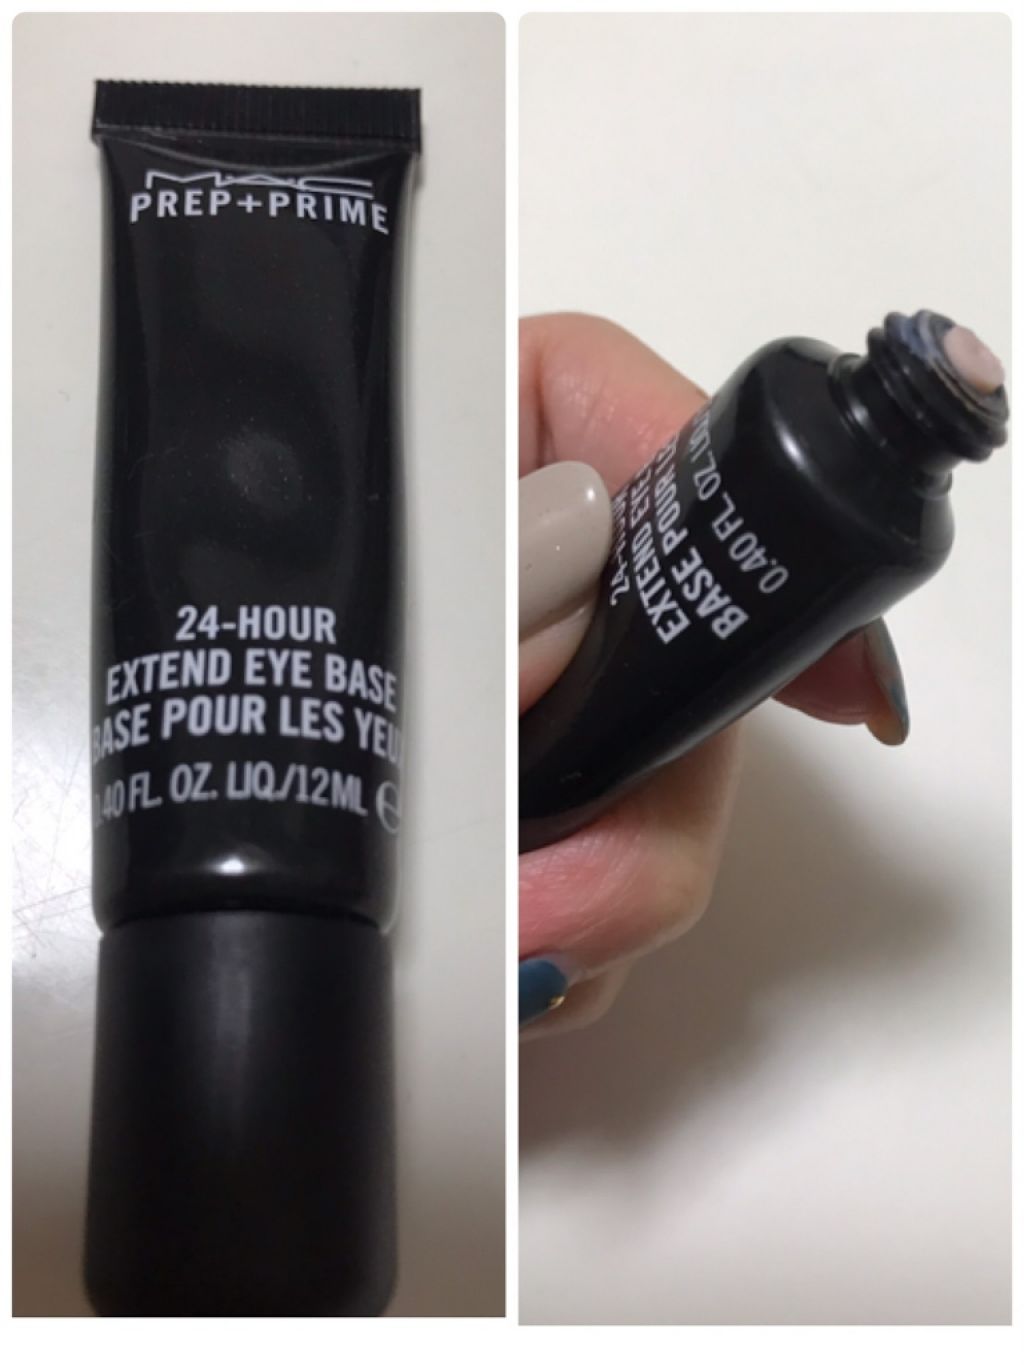 MAC
PREP+PRIME
24-HOUR
EXTEND EYE BASE
BASE POUR LES YEU
.40 FL. OZ. LIQ./12ML ℮
24-
EXTEND EYE
BASE POUR
0.40 FL. OZ. LIQ